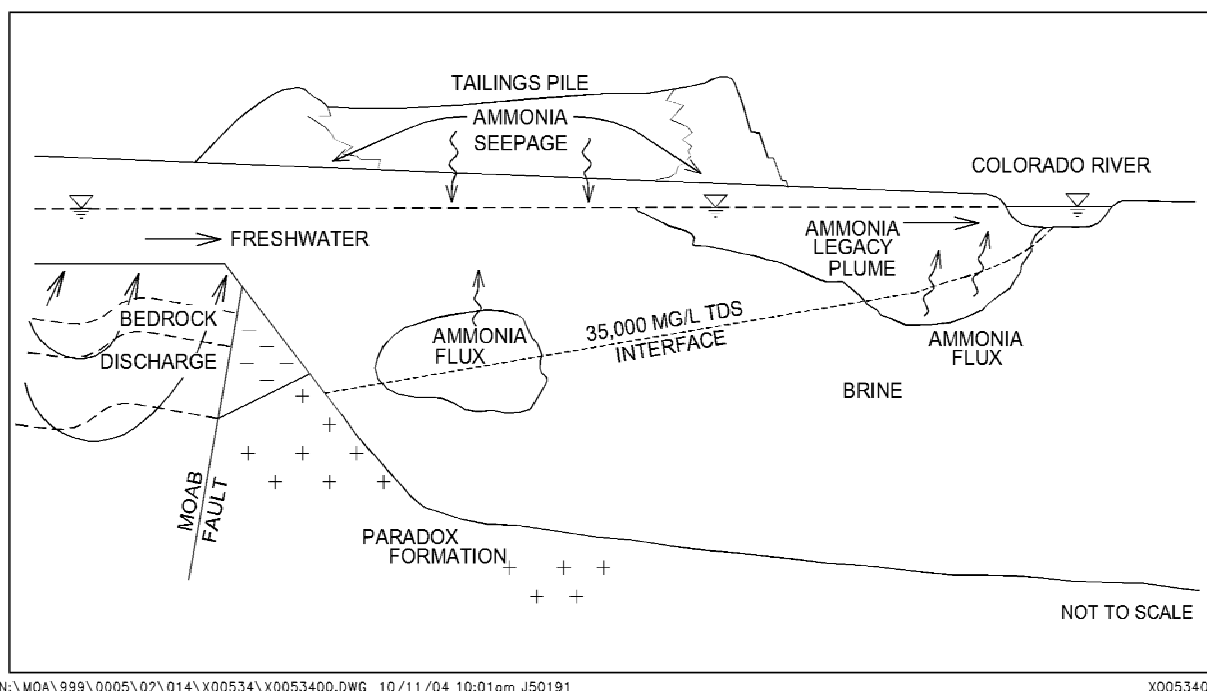 TAILINGS PILE
AMMONIA
SEEPAGE
COLORADO RIVER
FRESHWATER
AMMONIA
LEGACY
PLUME
BEDROCK
DISCHARGE
AMMONIA
FLUX
35,000 MG/L TDS
INTERFACE
AMMONIA
FLUX
BRINE
MOAB
FAULT
PARADOX
FORMATION
NOT TO SCALE
N:\MOA\999\0005\02\014\X00534\X0053400.DWG 10/11/04 10:01am J50191
X005340